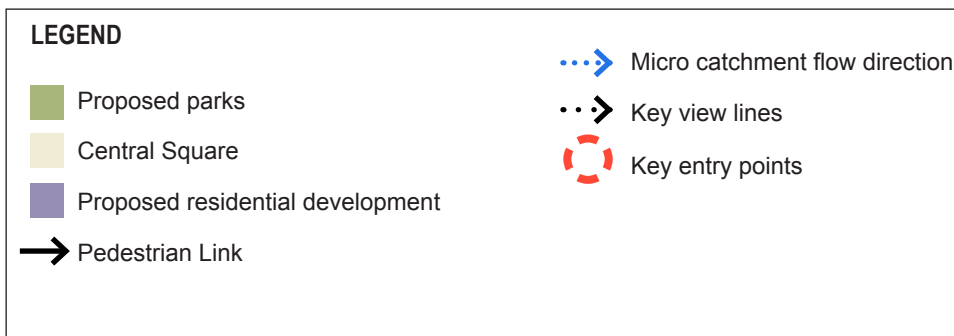 LEGEND
Proposed parks
Central Square
Proposed residential development
Pedestrian Link
Micro catchment flow direction
Key view lines
Key entry points